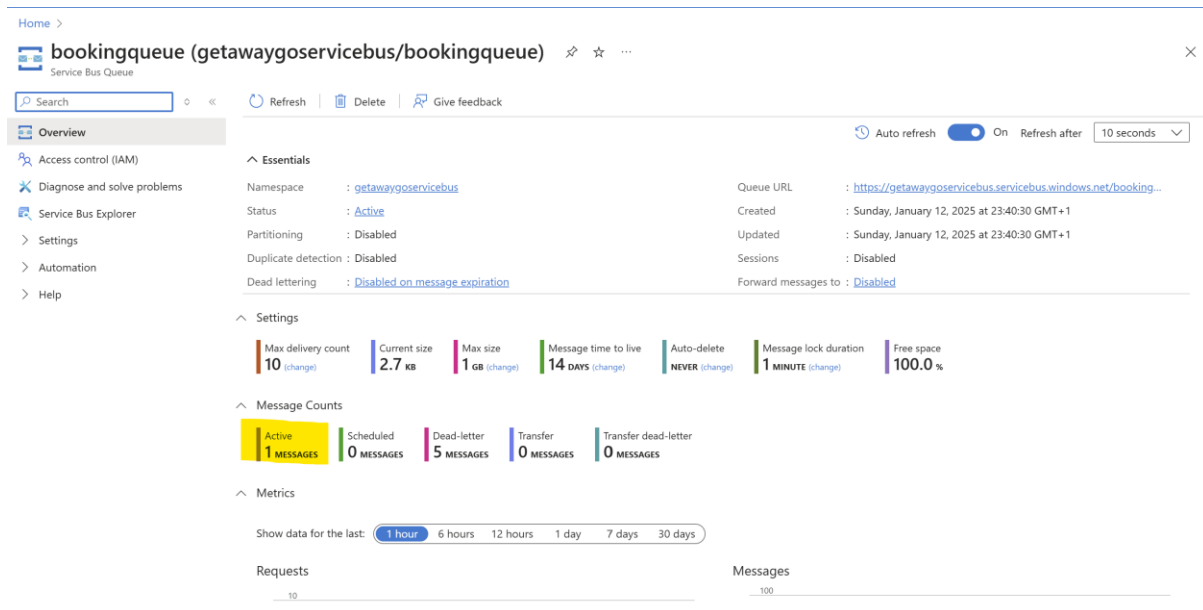 Home >
bookingqueue (getawaygoservicebus/bookingqueue) ...
Service Bus Queue
Search
Refresh Delete Give feedback
Auto refresh On Refresh after 10 seconds
Overview
Access control (IAM)
Diagnose and solve problems
Service Bus Explorer
Settings
Automation
Help
Essentials
Namespace : getawaygoservicebus
Status : Active
Partitioning : Disabled
Duplicate detection : Disabled
Dead lettering : Disabled on message expiration
Queue URL : https://getawaygoservicebus.servicebus.windows.net/booking...
Created : Sunday, January 12, 2025 at 23:40:30 GMT+1
Updated : Sunday, January 12, 2025 at 23:40:30 GMT+1
Sessions : Disabled
Forward messages to : Disabled
Settings
Max delivery count
10 (change)
Current size
2.7 KB
Max size
1 GB (change)
Message time to live
14 DAYS (change)
Auto-delete
NEVER (change)
Message lock duration
1 MINUTE (change)
Free space
100.0 %
Message Counts
Active
1 MESSAGES
Scheduled
0 MESSAGES
Dead-letter
5 MESSAGES
Transfer
0 MESSAGES
Transfer dead-letter
0 MESSAGES
Metrics
Show data for the last: 1 hour 6 hours 12 hours 1 day 7 days 30 days
Requests
10
Messages
100